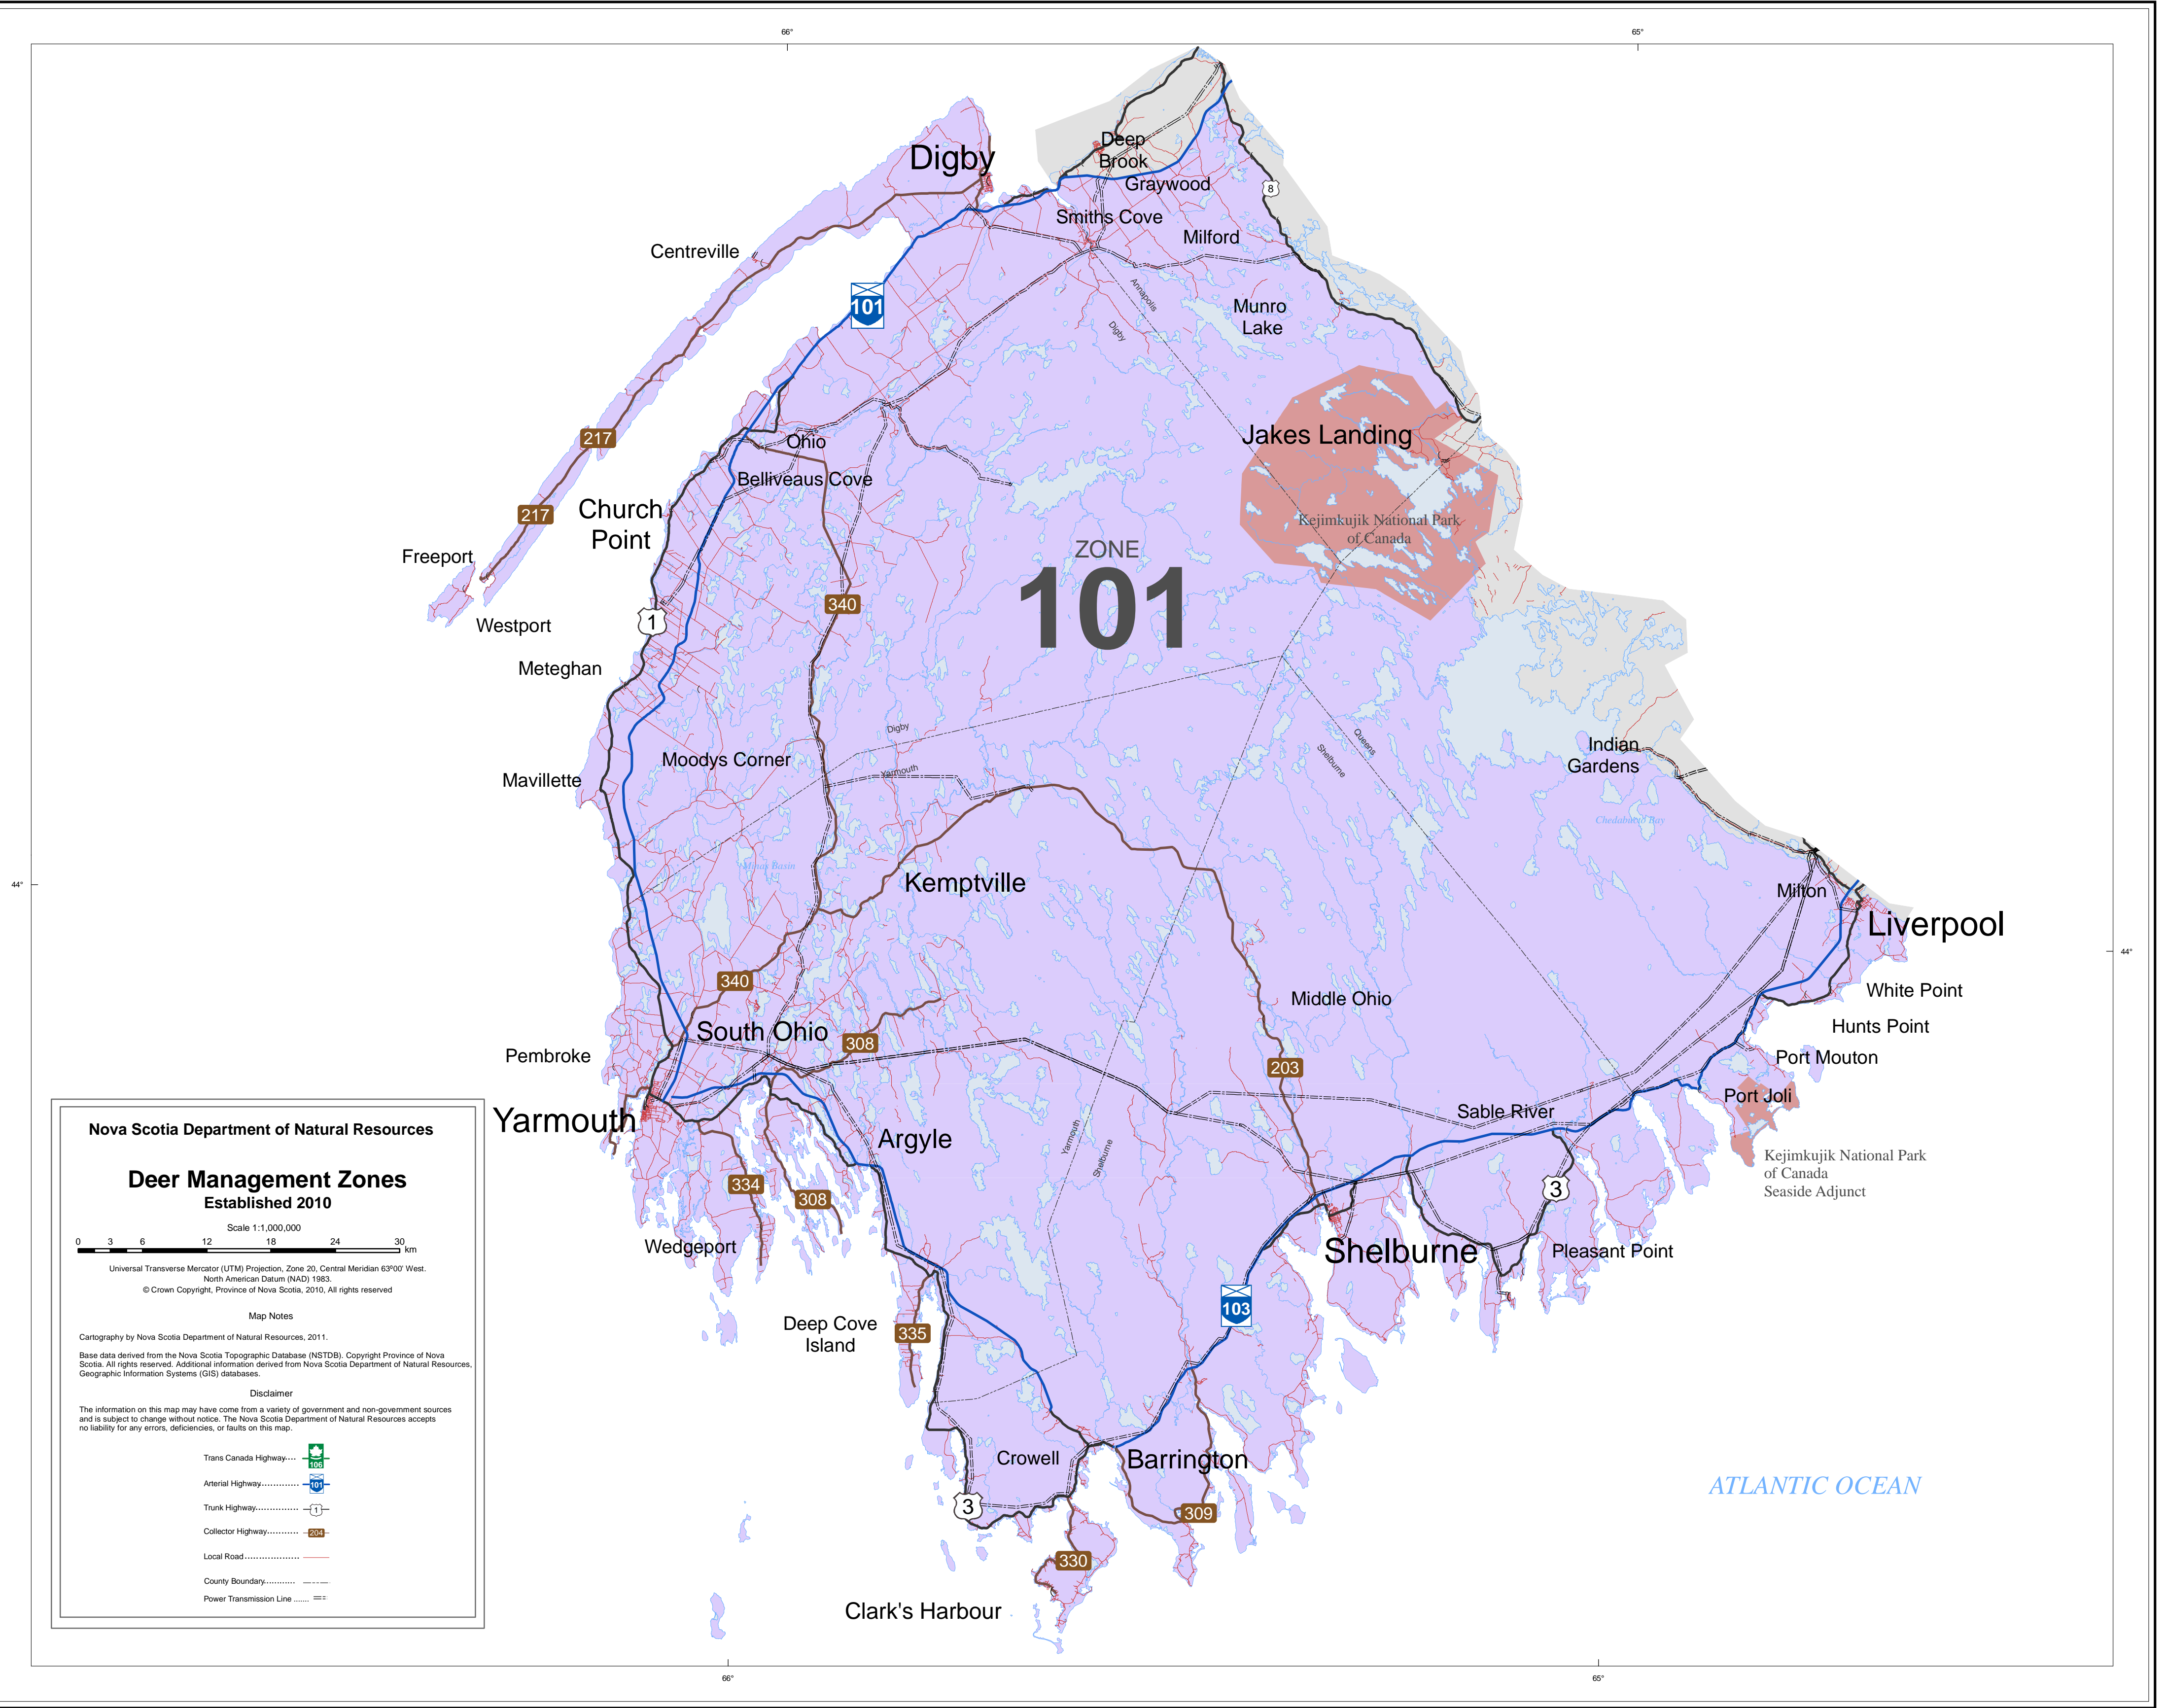 66°
65°
Digby
Deep
Brook
Graywood
8
Smiths Cove
Milford
Centreville
101
Annapolis
Digby
Munro
Lake
217
Ohio
Jakes Landing
Belliveaus Cove
217
Church
Point
Kejimkujik National Park
of Canada
ZONE
101
Freeport
340
1
Westport
Meteghan
Digby
Queens
Shelburne
Indian
Gardens
Moodys Corner
Yarmouth
Mavillette
Chedabucto Bay
Minas Basin
44°
Kemptville
Milton
Liverpool
44°
340
White Point
Middle Ohio
South Ohio
Hunts Point
308
Pembroke
Port Mouton
203
Port Joli
Sable River
Yarmouth
Argyle
Yarmouth
Shelburne
Kejimkujik National Park
of Canada
Seaside Adjunct
334
308
3
Wedgeport
Shelburne
Pleasant Point
103
Deep Cove
Island
335
Crowell
Barrington
ATLANTIC OCEAN
3
309
330
Clark's Harbour
66°
65°
Nova Scotia Department of Natural Resources
Deer Management Zones
Established 2010
Scale 1:1,000,000
0 3 6 12 18 24 30
km
Universal Transverse Mercator (UTM) Projection, Zone 20, Central Meridian 63º00' West.
North American Datum (NAD) 1983.
© Crown Copyright, Province of Nova Scotia, 2010, All rights reserved
Map Notes
Cartography by Nova Scotia Department of Natural Resources, 2011.
Base data derived from the Nova Scotia Topographic Database (NSTDB). Copyright Province of Nova
Scotia. All rights reserved. Additional information derived from Nova Scotia Department of Natural Resources,
Geographic Information Systems (GIS) databases.
Disclaimer
The information on this map may have come from a variety of government and non-government sources
and is subject to change without notice. The Nova Scotia Department of Natural Resources accepts
no liability for any errors, deficiencies, or faults on this map.
Trans Canada Highway.... 106
Arterial Highway............. 101
Trunk Highway............... 1
Collector Highway........... 204
Local Road...................
County Boundary............
Power Transmission Line .......